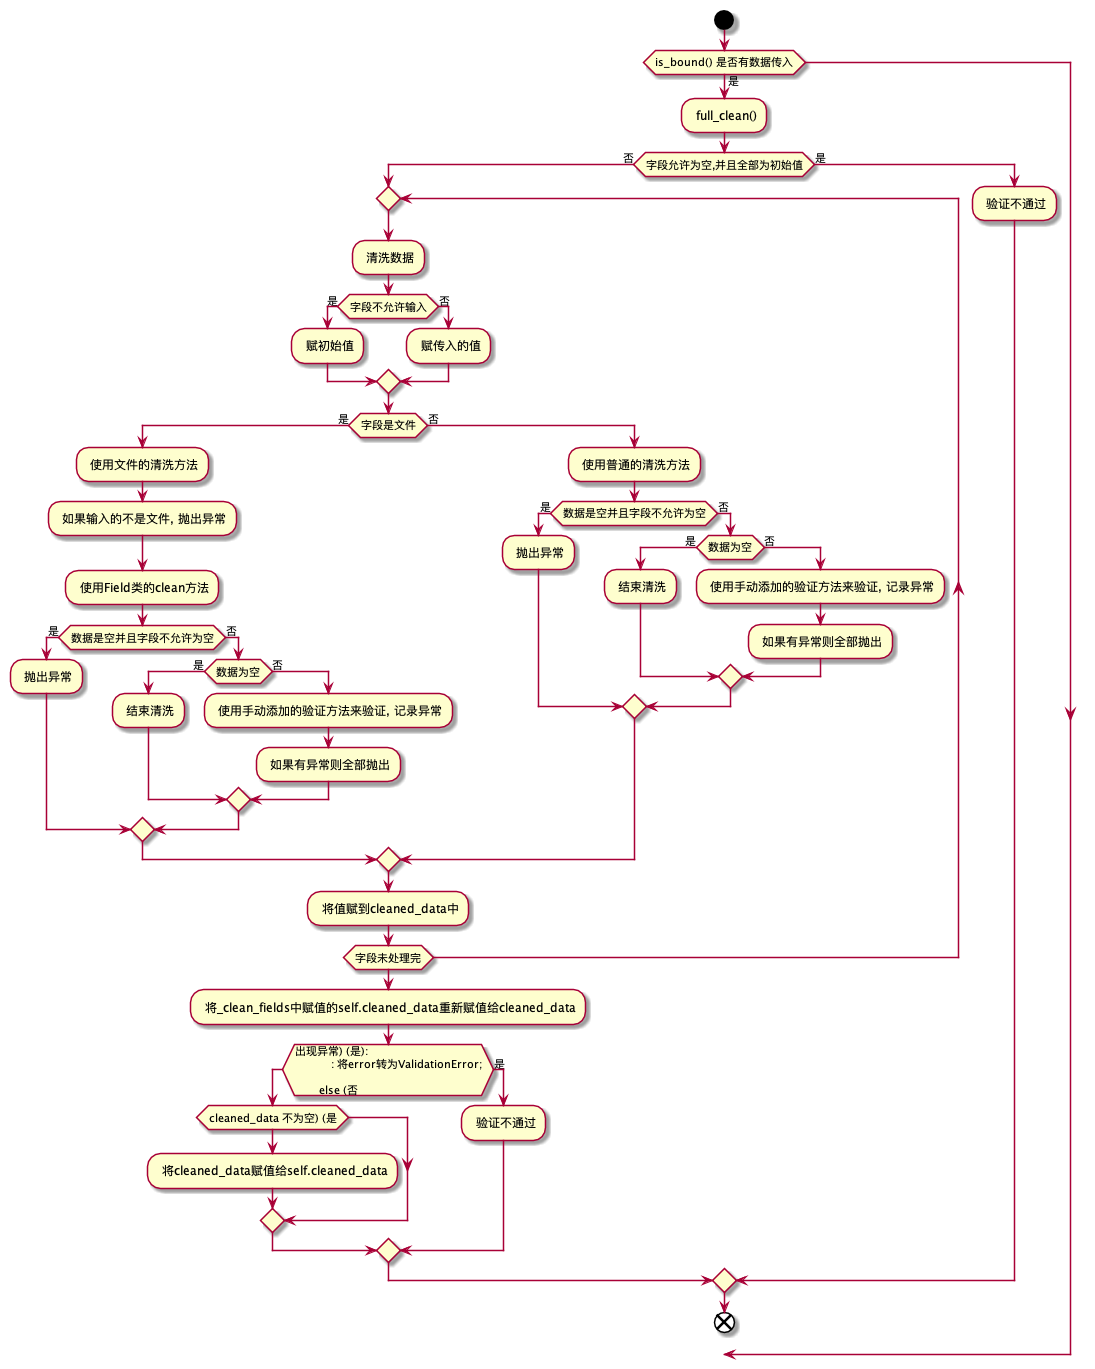 is_bound() 是否有数据传入
是
full_clean()
否
字段允许为空,并且全部为初始值
是
验证不通过
清洗数据
是
字段不允许输入
否
赋初始值
赋传入的值
是
字段是文件
否
使用文件的清洗方法
如果输入的不是文件, 抛出异常
使用Field类的clean方法
是
数据是空并且字段不允许为空
否
抛出异常
是
数据为空
否
结束清洗
使用手动添加的验证方法来验证, 记录异常
如果有异常则全部抛出
使用普通的清洗方法
是
数据是空并且字段不允许为空
否
抛出异常
是
数据为空
否
结束清洗
使用手动添加的验证方法来验证, 记录异常
如果有异常则全部抛出
将值赋到cleaned_data中
字段未处理完
将_clean_fields中赋值的self.cleaned_data重新赋值给cleaned_data
出现异常) (是):
: 将error转为ValidationError;
else (否
是
cleaned_data 不为空) (是
验证不通过
将cleaned_data赋值给self.cleaned_data